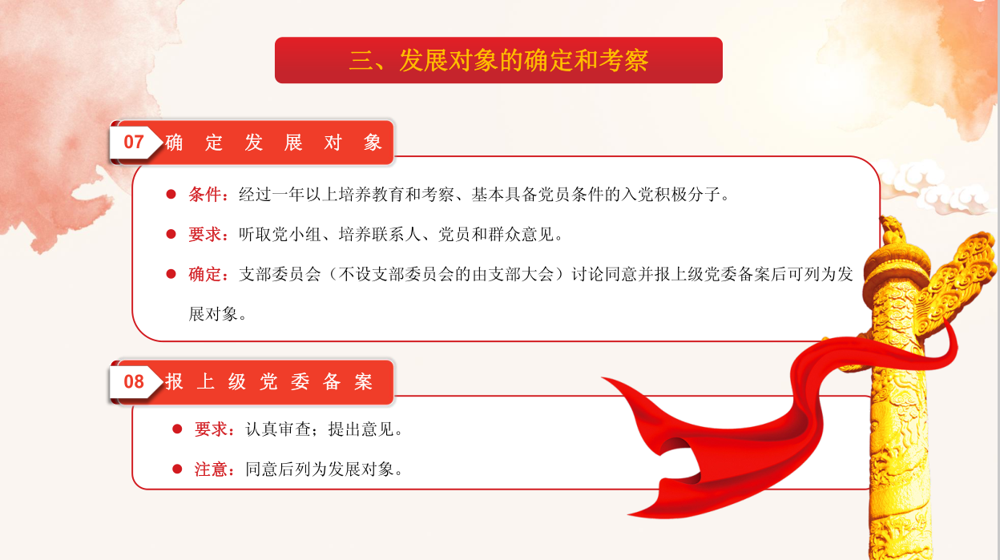 三、发展对象的确定和考察
07 确定发展对象
条件：经过一年以上培养教育和考察、基本具备党员条件的入党积极分子。
要求：听取党小组、培养联系人、党员和群众意见。
确定：支部委员会（不设支部委员会的由支部大会）讨论同意并报上级党委备案后可列为发
展对象。
08 报上级党委备案
要求：认真审查；提出意见。
注意：同意后列为发展对象。